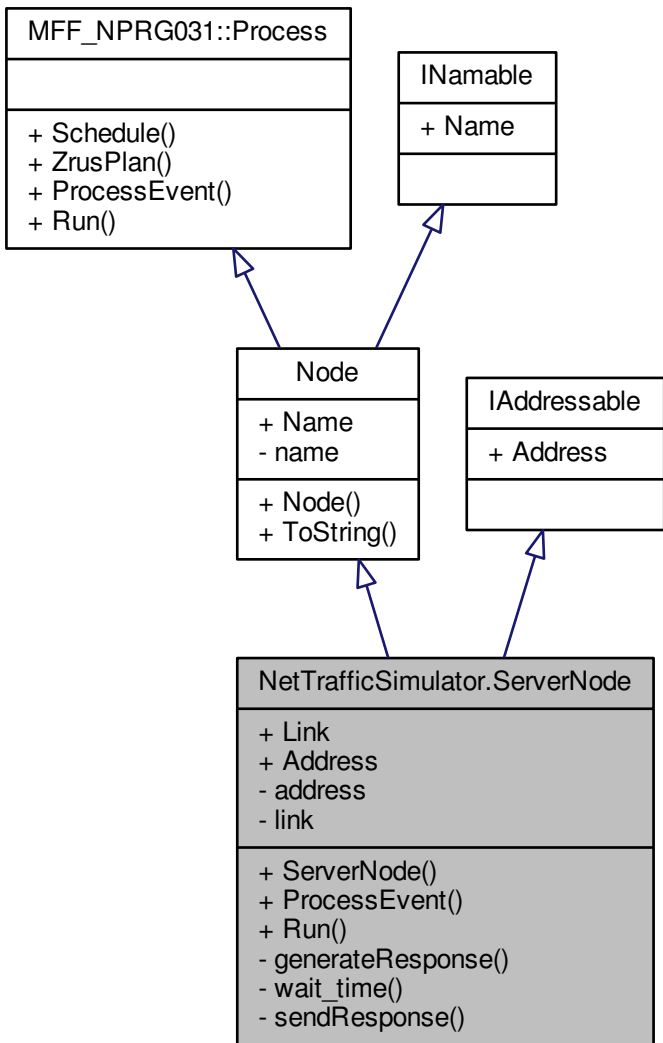 MFF_NPRG031::Process
+ Schedule()
+ ZrusPlan()
+ ProcessEvent()
+ Run()
INamable
+ Name
Node
+ Name
- name
+ Node()
+ ToString()
IAddressable
+ Address
NetTrafficSimulator.ServerNode
+ Link
+ Address
- address
- link
+ ServerNode()
+ ProcessEvent()
+ Run()
- generateResponse()
- wait_time()
- sendResponse()